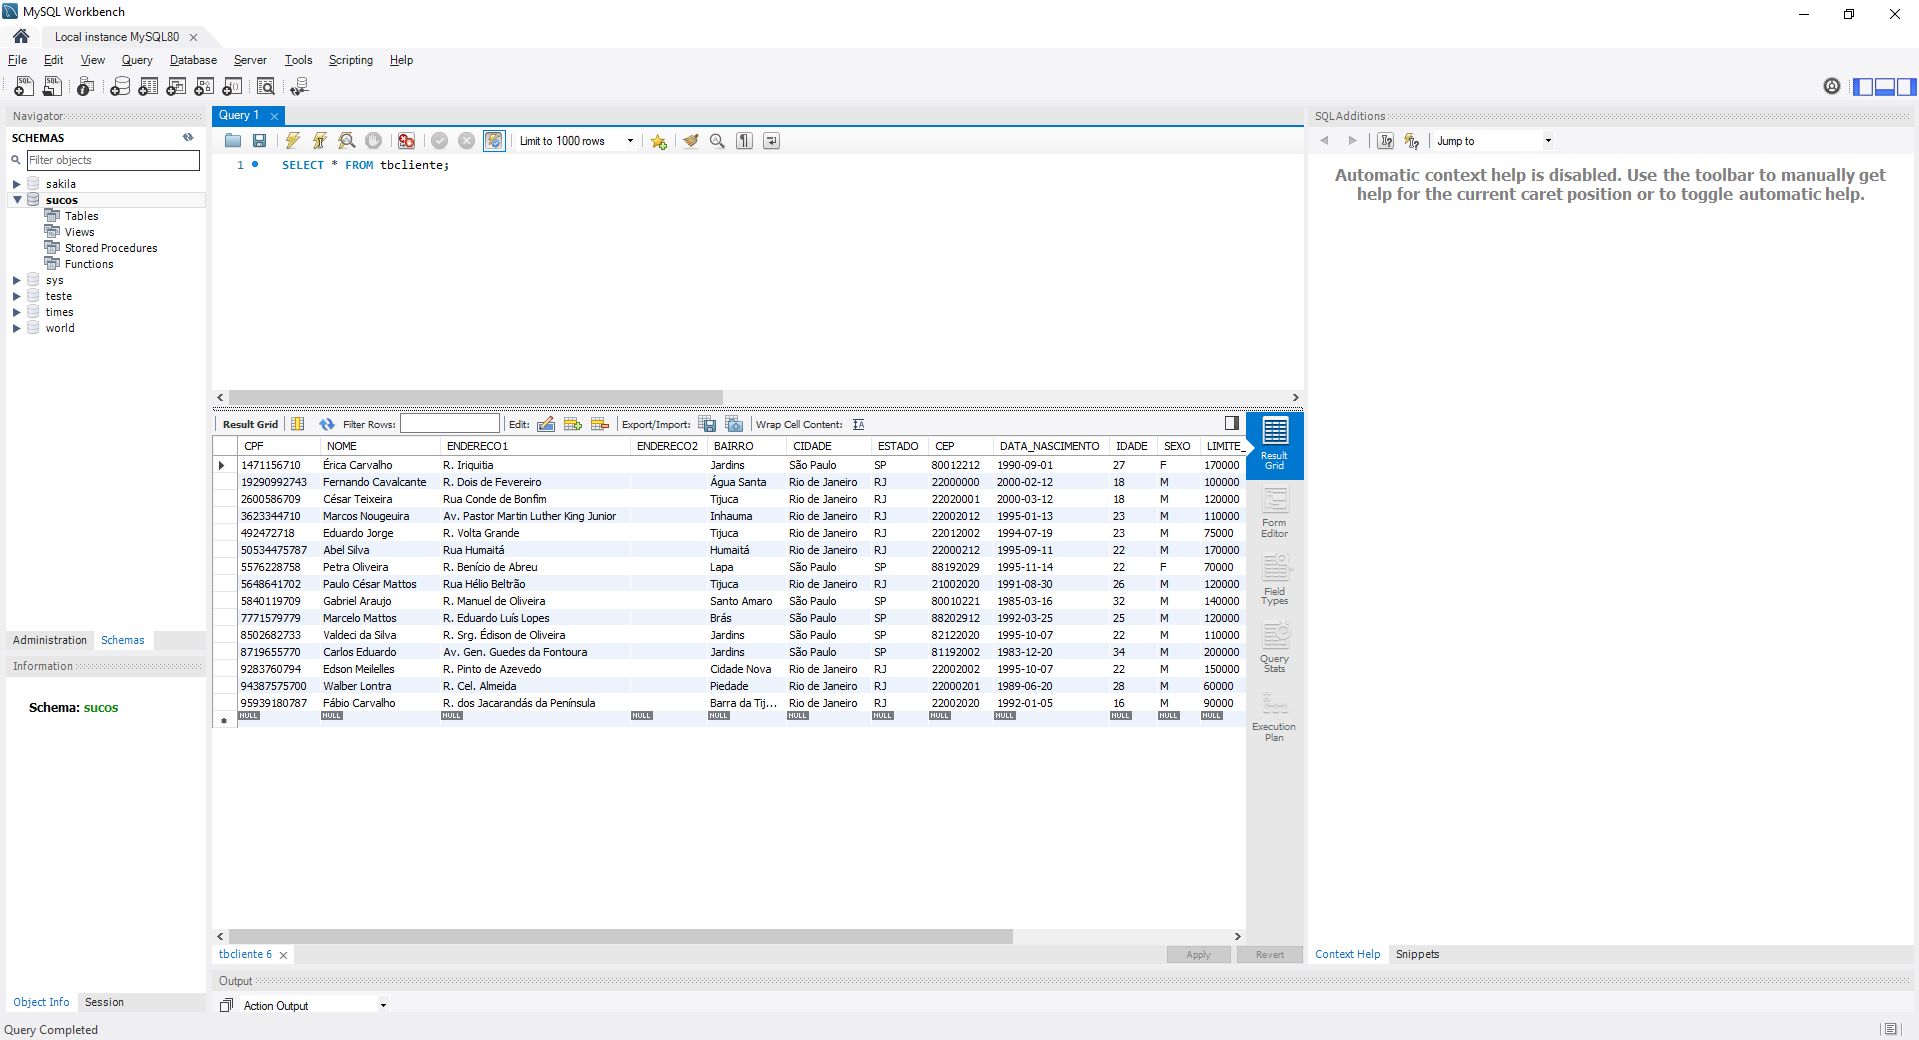 MySQL Workbench
Local instance MySQL80
File Edit View Query Database Server Tools Scripting Help
Navigator
SCHEMAS
Filter objects
sakila
sucos
Tables
Views
Stored Procedures
Functions
sys
teste
times
world
Administration Schemas
Information
Schema: sucos
Object Info Session
Query 1
Limit to 1000 rows
1 SELECT * FROM tbcliente;
Result Grid Filter Rows: Edit: Export/Import: Wrap Cell Content:
CPF NOME ENDERECO1 ENDERECO2 BAIRRO CIDADE ESTADO CEP DATA_NASCIMENTO IDADE SEXO LIMITE_
1471156710 Érica Carvalho R. Iriquitia Jardins São Paulo SP 80012212 1990-09-01 27 F 170000
19290992743 Fernando Cavalcante R. Dois de Fevereiro Água Santa Rio de Janeiro RJ 22000000 2000-02-12 18 M 100000
2600586709 César Teixeira Rua Conde de Bonfim Tijuca Rio de Janeiro RJ 22020001 2000-03-12 18 M 120000
3623344710 Marcos Nougeuira Av. Pastor Martin Luther King Junior Inhauma Rio de Janeiro RJ 22002012 1995-01-13 23 M 110000
492472718 Eduardo Jorge R. Volta Grande Tijuca Rio de Janeiro RJ 22012002 1994-07-19 23 M 75000
50534475787 Abel Silva Rua Humaitá Humaitá Rio de Janeiro RJ 22000212 1995-09-11 22 M 170000
5576228758 Petra Oliveira R. Benício de Abreu Lapa São Paulo SP 88192029 1995-11-14 22 F 70000
5648641702 Paulo César Mattos Rua Hélio Beltrão Tijuca Rio de Janeiro RJ 21002020 1991-08-30 26 M 120000
5840119709 Gabriel Araujo R. Manuel de Oliveira Santo Amaro São Paulo SP 80010221 1985-03-16 32 M 140000
7771579779 Marcelo Mattos R. Eduardo Luís Lopes Brás São Paulo SP 88202912 1992-03-25 25 M 120000
8502682733 Valdeci da Silva R. Srg. Édison de Oliveira Jardins São Paulo SP 82122020 1995-10-07 22 M 110000
8719655770 Carlos Eduardo Av. Gen. Guedes da Fontoura Jardins São Paulo SP 81192002 1983-12-20 34 M 200000
9283760794 Edson Meilelles R. Pinto de Azevedo Cidade Nova Rio de Janeiro RJ 22002002 1995-10-07 22 M 150000
94387575700 Walber Lontra R. Cel. Almeida Piedade Rio de Janeiro RJ 22000201 1989-06-20 28 M 60000
95939180787 Fábio Carvalho R. dos Jacarandás da Península Barra da Tij... Rio de Janeiro RJ 22002020 1992-01-05 16 M 90000
NULL NULL NULL NULL NULL NULL NULL NULL NULL NULL NULL NULL
Result
Grid
Form
Editor
Field
Types
Query
Stats
Execution
Plan
tbcliente 6
Apply Revert
Output
Action Output
SQLAdditions
Jump to
Automatic context help is disabled. Use the toolbar to manually get
help for the current caret position or to toggle automatic help.
Context Help Snippets
Query Completed